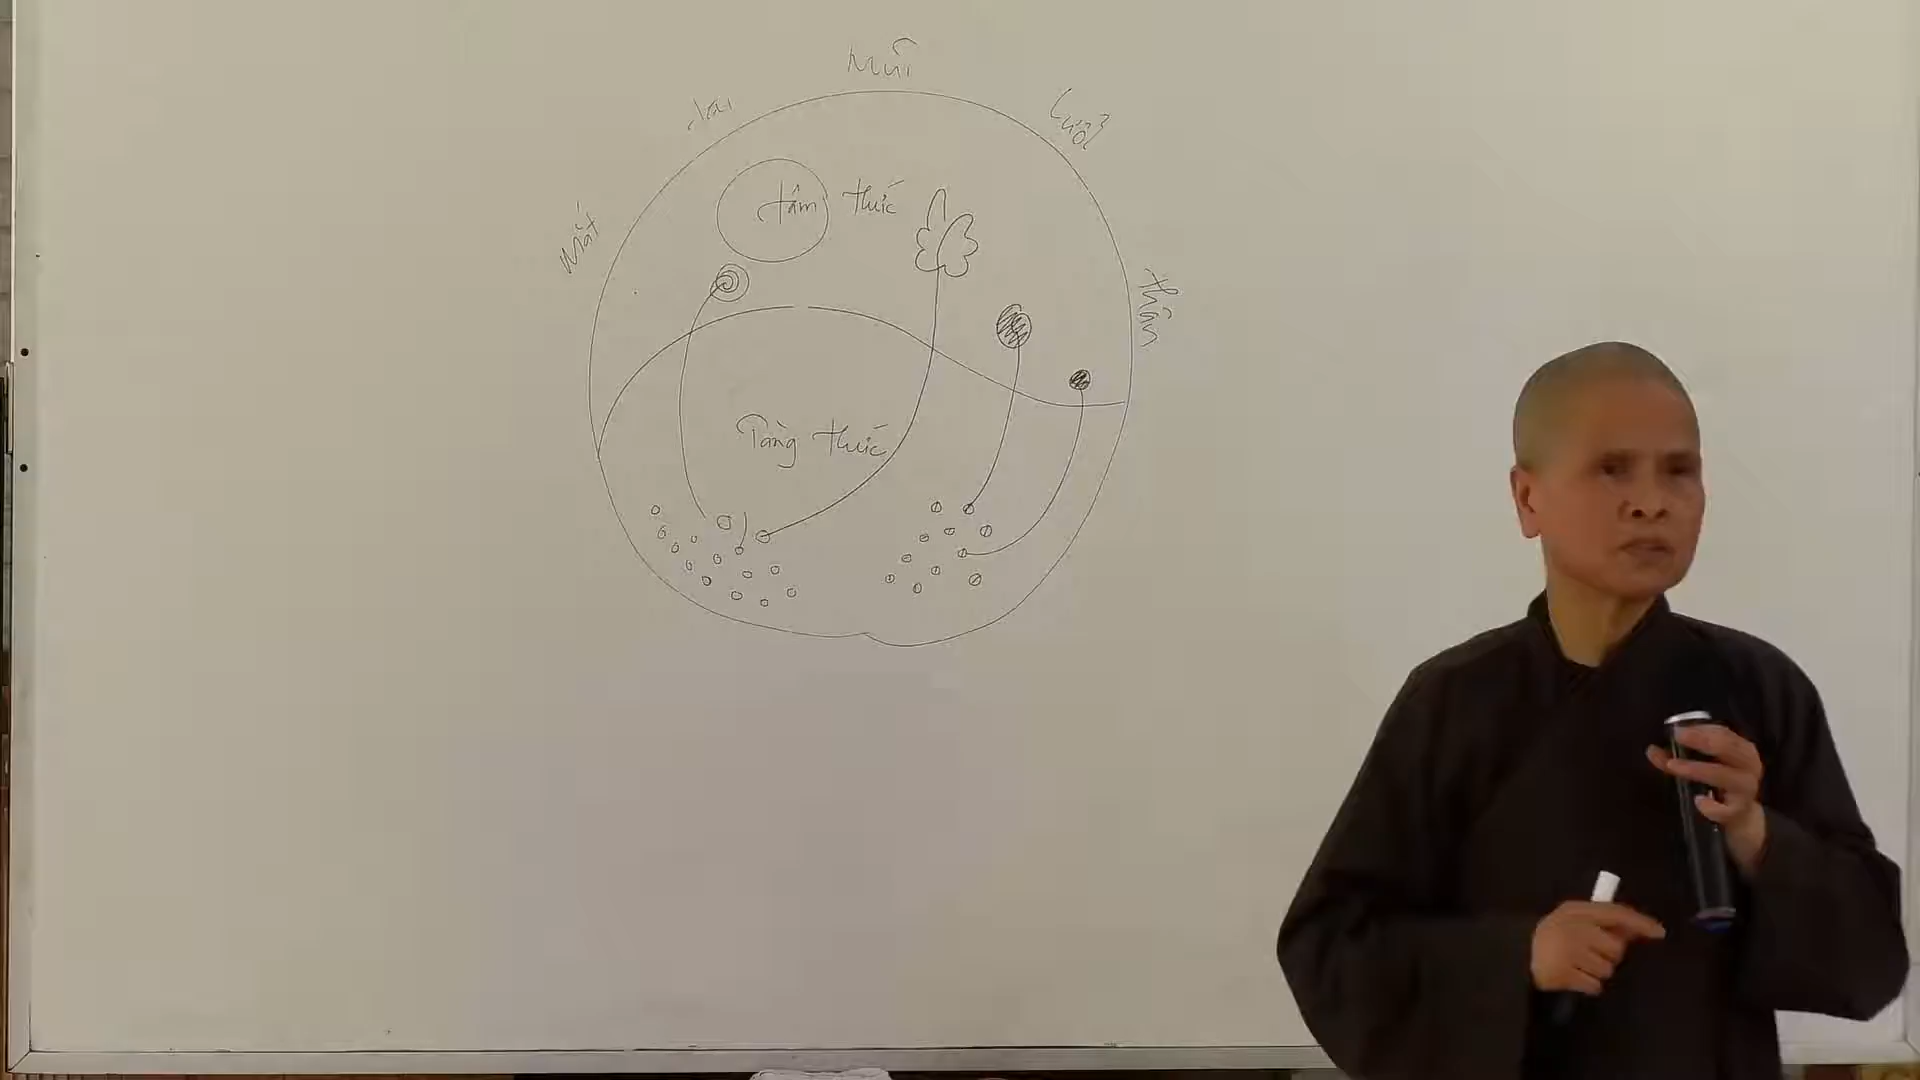 Mũi
Tai
Lưỡi
Mắt
tâm thức
thân
Tàng thức